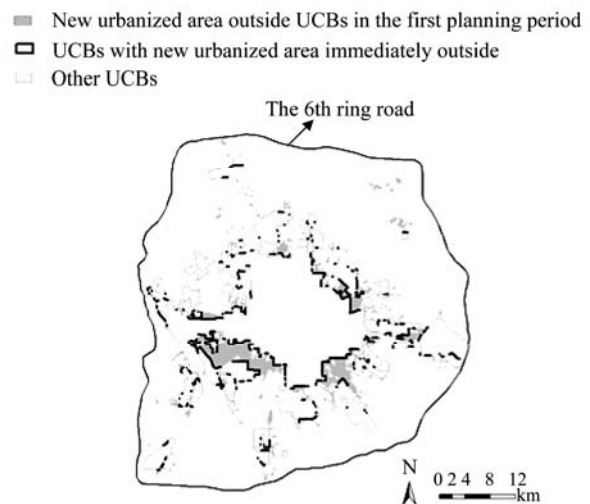 New urbanized area outside UCBs in the first planning period
UCBs with new urbanized area immediately outside
Other UCBs
The 6th ring road
N
0 2 4 8 12
km